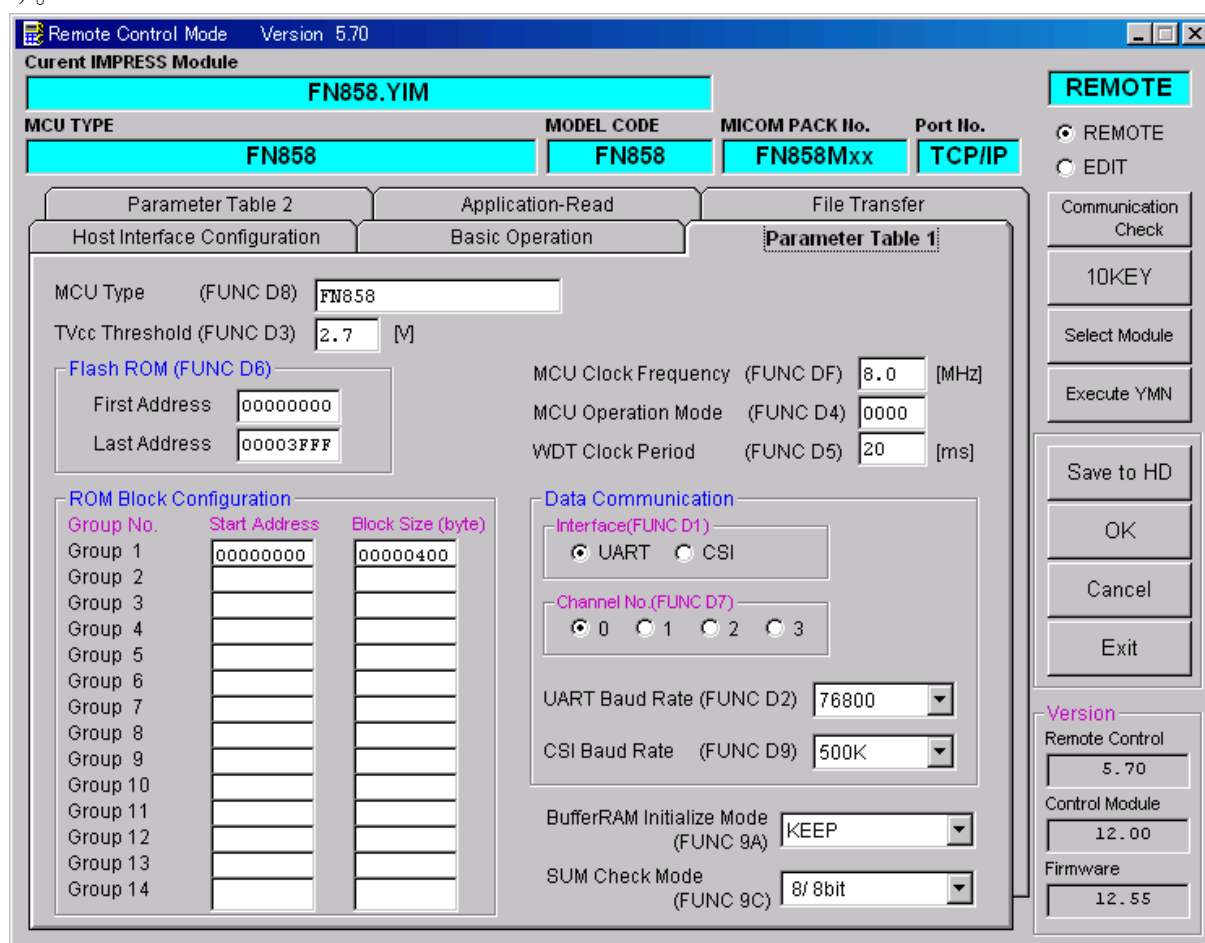 す。
Remote Control Mode Version 5.70
Curent IMPRESS Module
FN858.YIM
REMOTE
MCU TYPE
MODEL CODE
MICOM PACK No.
Port No.
FN858
FN858
FN858Mxx
TCP/IP
REMOTE
EDIT
Parameter Table 2
Application-Read
File Transfer
Host Interface Configuration
Basic Operation
Parameter Table 1
Communication
Check
10KEY
Select Module
Execute YMN
Save to HD
OK
Cancel
Exit
MCU Type (FUNC D8) FN858
TVcc Threshold (FUNC D3) 2.7 [V]
Flash ROM (FUNC D6)
First Address 00000000
Last Address 00003FFF
MCU Clock Frequency (FUNC DF) 8.0 [MHz]
MCU Operation Mode (FUNC D4) 0000
WDT Clock Period (FUNC D5) 20 [ms]
ROM Block Configuration
Group No. Start Address Block Size (byte)
Group 1 00000000 00000400
Group 2
Group 3
Group 4
Group 5
Group 6
Group 7
Group 8
Group 9
Group 10
Group 11
Group 12
Group 13
Group 14
Data Communication
Interface(FUNC D1)
UART CSI
Channel No.(FUNC D7)
0 1 2 3
UART Baud Rate (FUNC D2) 76800
CSI Baud Rate (FUNC D9) 500K
BufferRAM Initialize Mode
(FUNC 9A) KEEP
SUM Check Mode
(FUNC 9C) 8/ 8bit
Version
Remote Control
5.70
Control Module
12.00
Firmware
12.55